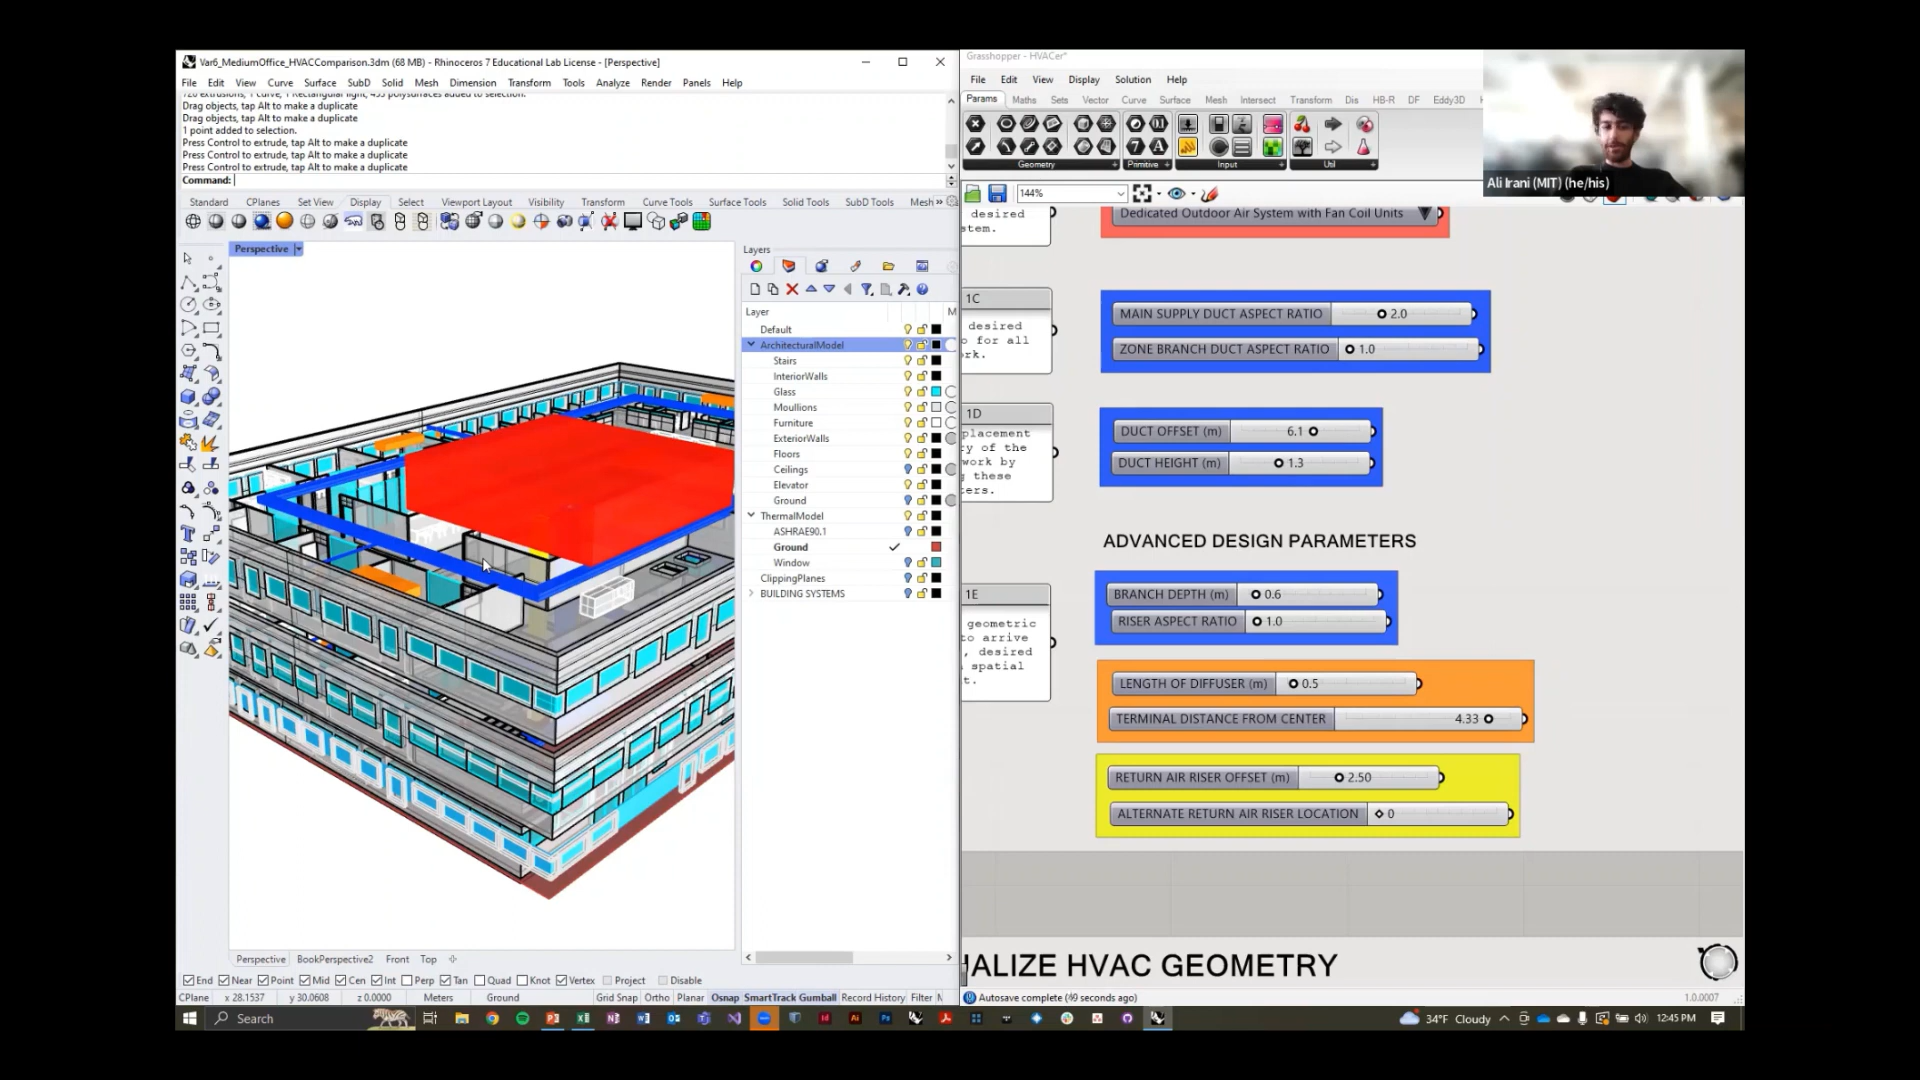 Var6_MediumOffice_HVACComparison.3dm (68 MB) - Rhinoceros 7 Educational Lab License - [Perspective]
File Edit View Curve Surface SubD Solid Mesh Dimension Transform Tools Analyze Render Panels Help
Drag objects, tap Alt to make a duplicate
Drag objects, tap Alt to make a duplicate
1 point added to selection.
Press Control to extrude, tap Alt to make a duplicate
Press Control to extrude, tap Alt to make a duplicate
Press Control to extrude, tap Alt to make a duplicate
Command:
Standard CPlanes Set View Display Select Viewport Layout Visibility Transform Curve Tools Surface Tools Solid Tools SubD Tools Mesh »
Perspective
Layers
Layer M
Default
ArchitecturalModel
Stairs
InteriorWalls
Glass
Moullions
Furniture
ExteriorWalls
Floors
Ceilings
Elevator
Ground
ThermalModel
ASHRAE90.1
Ground
Window
ClippingPlanes
BUILDING SYSTEMS
Perspective BookPerspective2 Front Top
End Near Point Mid Cen Int Perp Tan Quad Knot Vertex Project Disable
CPlane x 28.1537 y 30.0608 z 0.0000 Meters Ground Grid Snap Ortho Planar Osnap SmartTrack Gumball Record History Filter
Grasshopper - HVACer*
File Edit View Display Solution Help
Params Maths Sets Vector Curve Surface Mesh Intersect Transform Dis HB-R DF Eddy3D
Geometry Primitive Input Util
144%
Ali Irani (MIT) (he/his)
desired
stem.
Dedicated Outdoor Air System with Fan Coil Units
1C
desired
o for all
rk.
MAIN SUPPLY DUCT ASPECT RATIO 2.0
ZONE BRANCH DUCT ASPECT RATIO 1.0
1D
placement
ry of the
work by
g these
ters.
DUCT OFFSET (m) 6.1
DUCT HEIGHT (m) 1.3
ADVANCED DESIGN PARAMETERS
1E
geometric
to arrive
, desired
spatial
t.
BRANCH DEPTH (m) 0.6
RISER ASPECT RATIO 1.0
LENGTH OF DIFFUSER (m) 0.5
TERMINAL DISTANCE FROM CENTER 4.33
RETURN AIR RISER OFFSET (m) 2.50
ALTERNATE RETURN AIR RISER LOCATION 0
ALIZE HVAC GEOMETRY
1.0.0007
Search
34°F Cloudy
12:45 PM